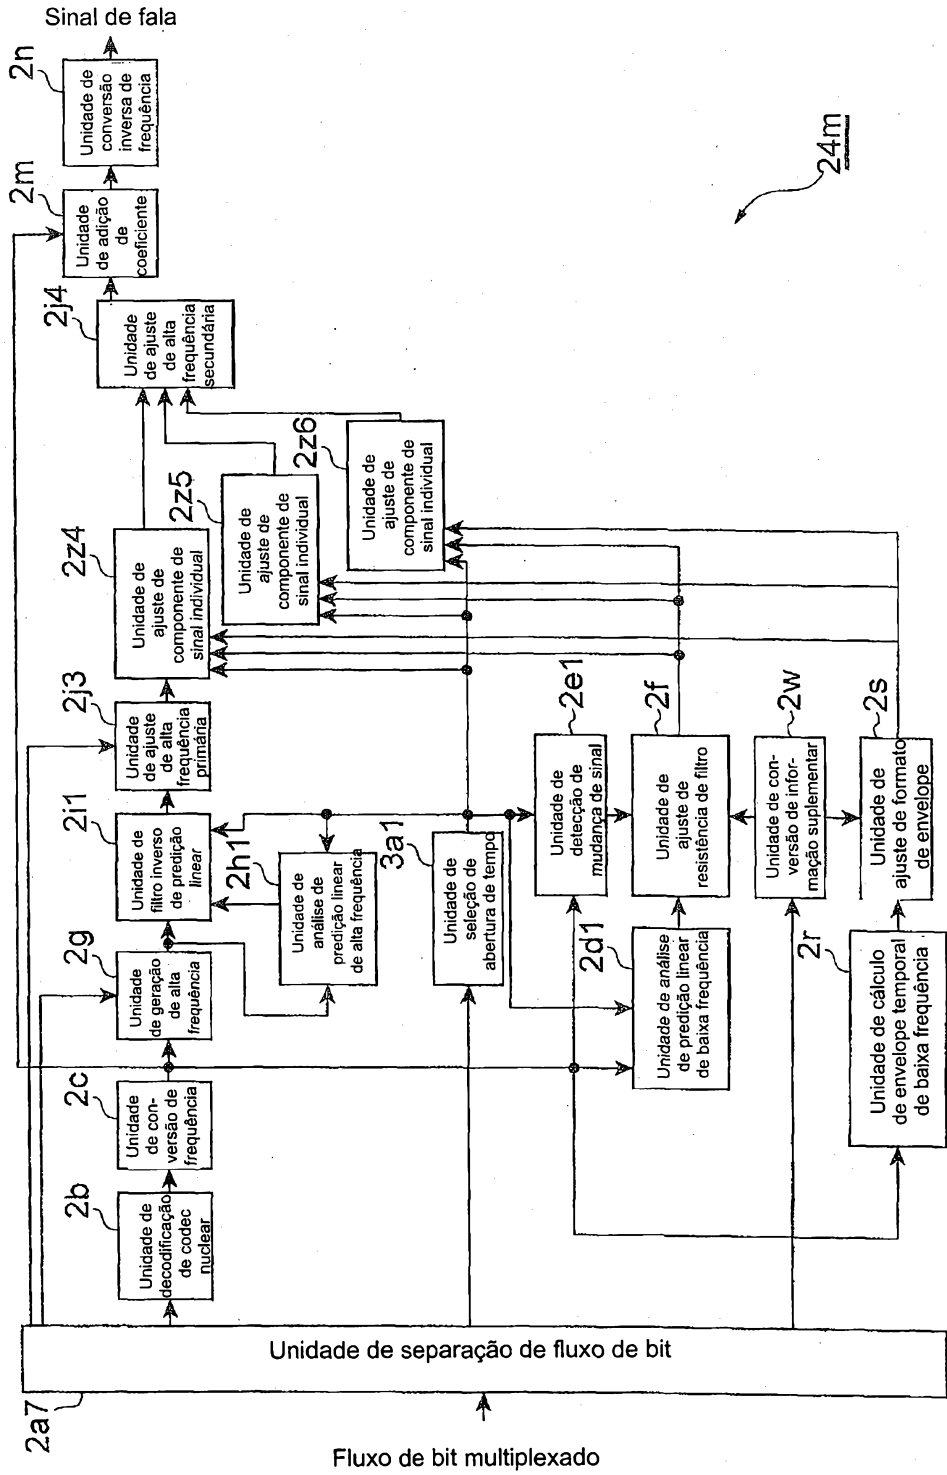 Sinal de fala
2n
Unidade de
conversão
inversa de
frequência
2m
Unidade
de adição
de
coeficiente
2j4
Unidade
de ajuste
de alta
frequência
secundária
24m
2z6
Unidade de
ajuste de
componente de
sinal individual
2z5
Unidade de
ajuste de
componente de
sinal individual
2z4
Unidade de
ajuste de
componente de
sinal individual
2j3
Unidade
de ajuste
de alta
frequência
primária
2i1
Unidade de
filtro inverso
de predição
linear
2h1
Unidade de
análise de
predição linear
de alta frequência
3a1
Unidade de
seleção de
abertura de tempo
2e1
Unidade de
detecção de
mudança de sinal
2f
Unidade de
ajuste de
resistência de filtro
2w
Unidade de con-
versão de infor-
mação suplementar
2s
Unidade de
ajuste de formato
de envelope
2g
Unidade
de geração
de alta
frequência
2d1
Unidade de análise
de predição linear
de baixa frequência
2r
Unidade de cálculo
de envelope temporal
de baixa frequência
2c
Unidade
de con-
versão de
frequência
2b
Unidade de
decodificação
de codec
nuclear
Unidade de separação de fluxo de bit
2a7
Fluxo de bit multiplexado